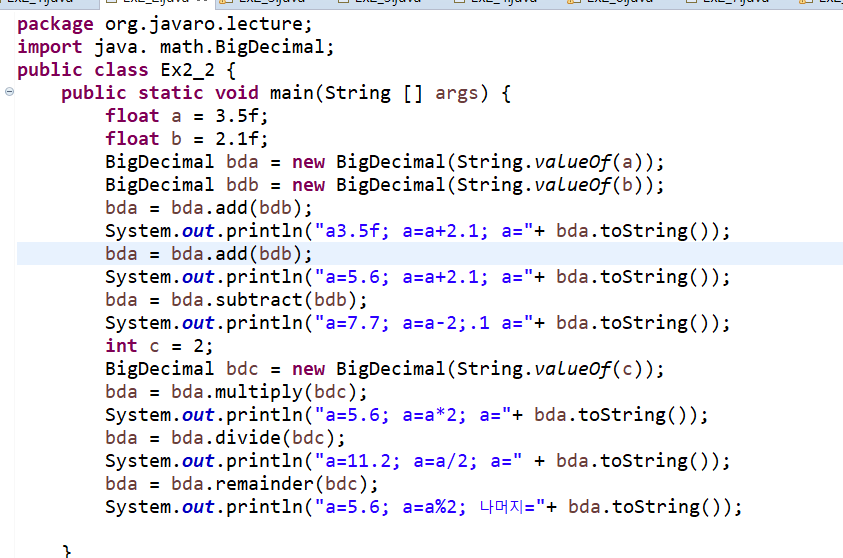 package org.javaro.lecture;
import java. math.BigDecimal;
public class Ex2_2 {
public static void main(String [] args) {
float a = 3.5f;
float b = 2.1f;
BigDecimal bda = new BigDecimal(String.valueOf(a));
BigDecimal bdb = new BigDecimal(String.valueOf(b));
bda = bda.add(bdb);
System.out.println("a3.5f; a=a+2.1; a="+ bda.toString());
bda = bda.add(bdb);
System.out.println("a=5.6; a=a+2.1; a="+ bda.toString());
bda = bda.subtract(bdb);
System.out.println("a=7.7; a=a-2;.1 a="+ bda.toString());
int c = 2;
BigDecimal bdc = new BigDecimal(String.valueOf(c));
bda = bda.multiply(bdc);
System.out.println("a=5.6; a=a*2; a="+ bda.toString());
bda = bda.divide(bdc);
System.out.println("a=11.2; a=a/2; a=" + bda.toString());
bda = bda.remainder(bdc);
System.out.println("a=5.6; a=a%2; 나머지="+ bda.toString());
}